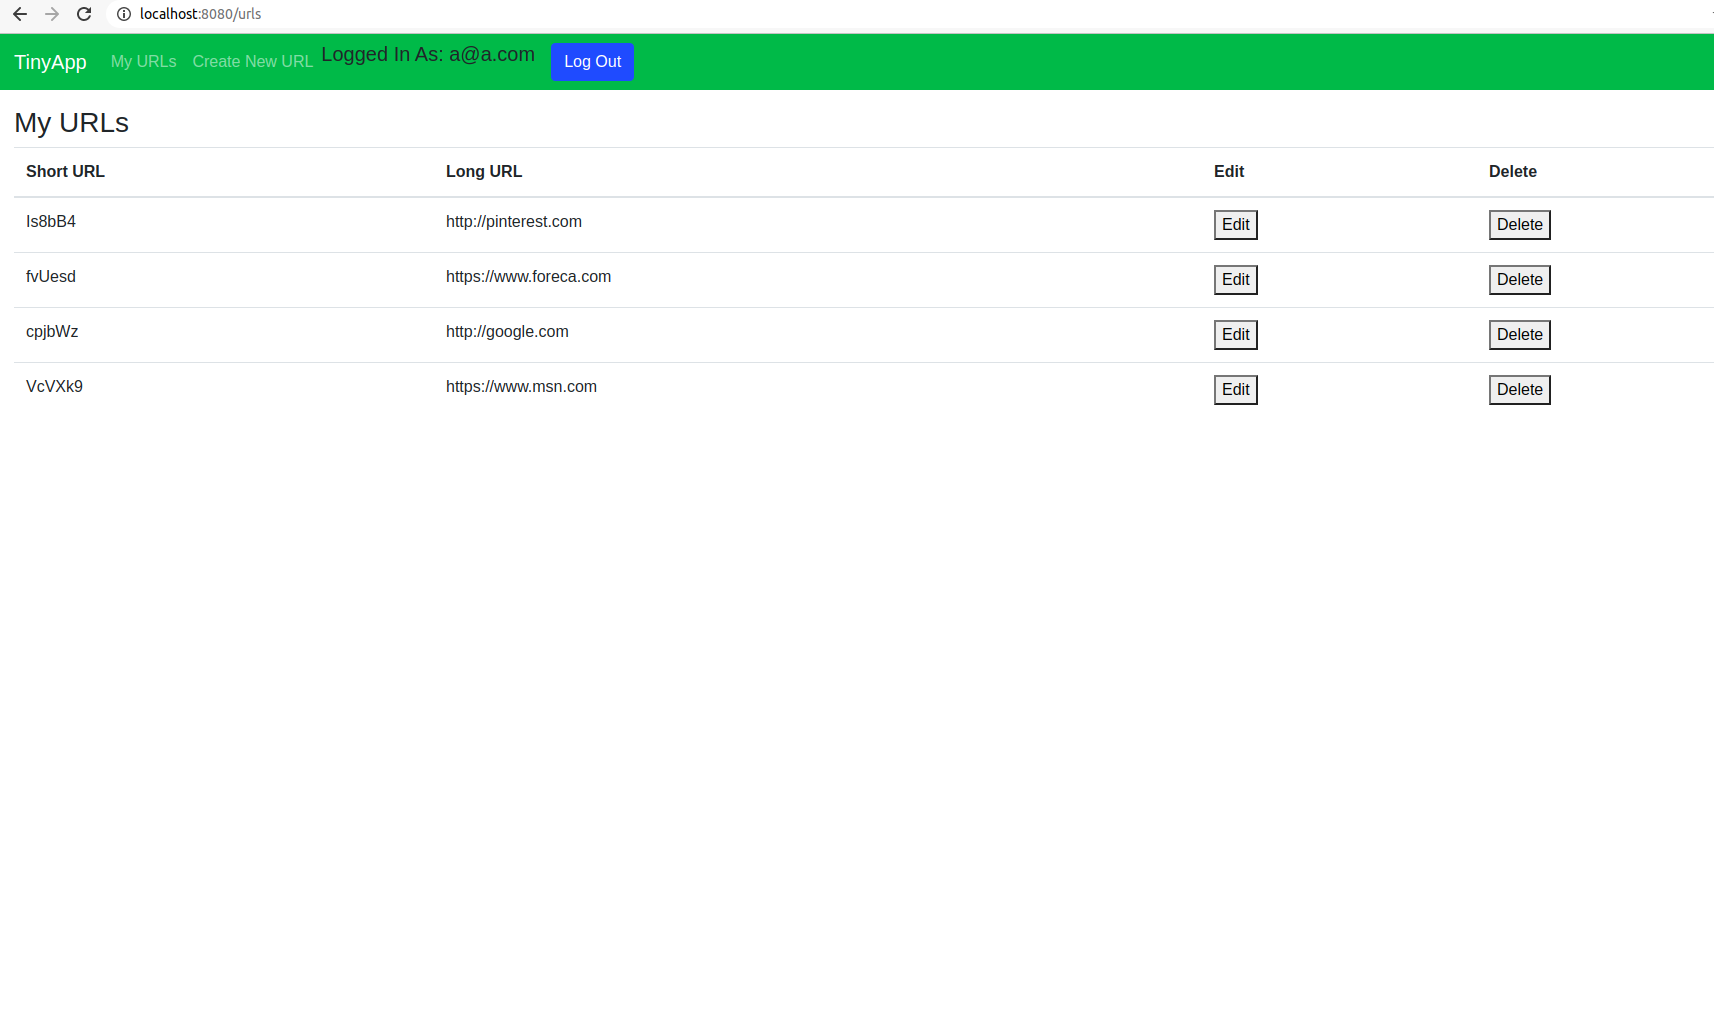 localhost:8080/urls
TinyApp My URLs Create New URL Logged In As: a@a.com Log Out
My URLs
Short URL Long URL Edit Delete
Is8bB4 http://pinterest.com Edit Delete
fvUesd https://www.foreca.com Edit Delete
cpjbWz http://google.com Edit Delete
VcVXk9 https://www.msn.com Edit Delete